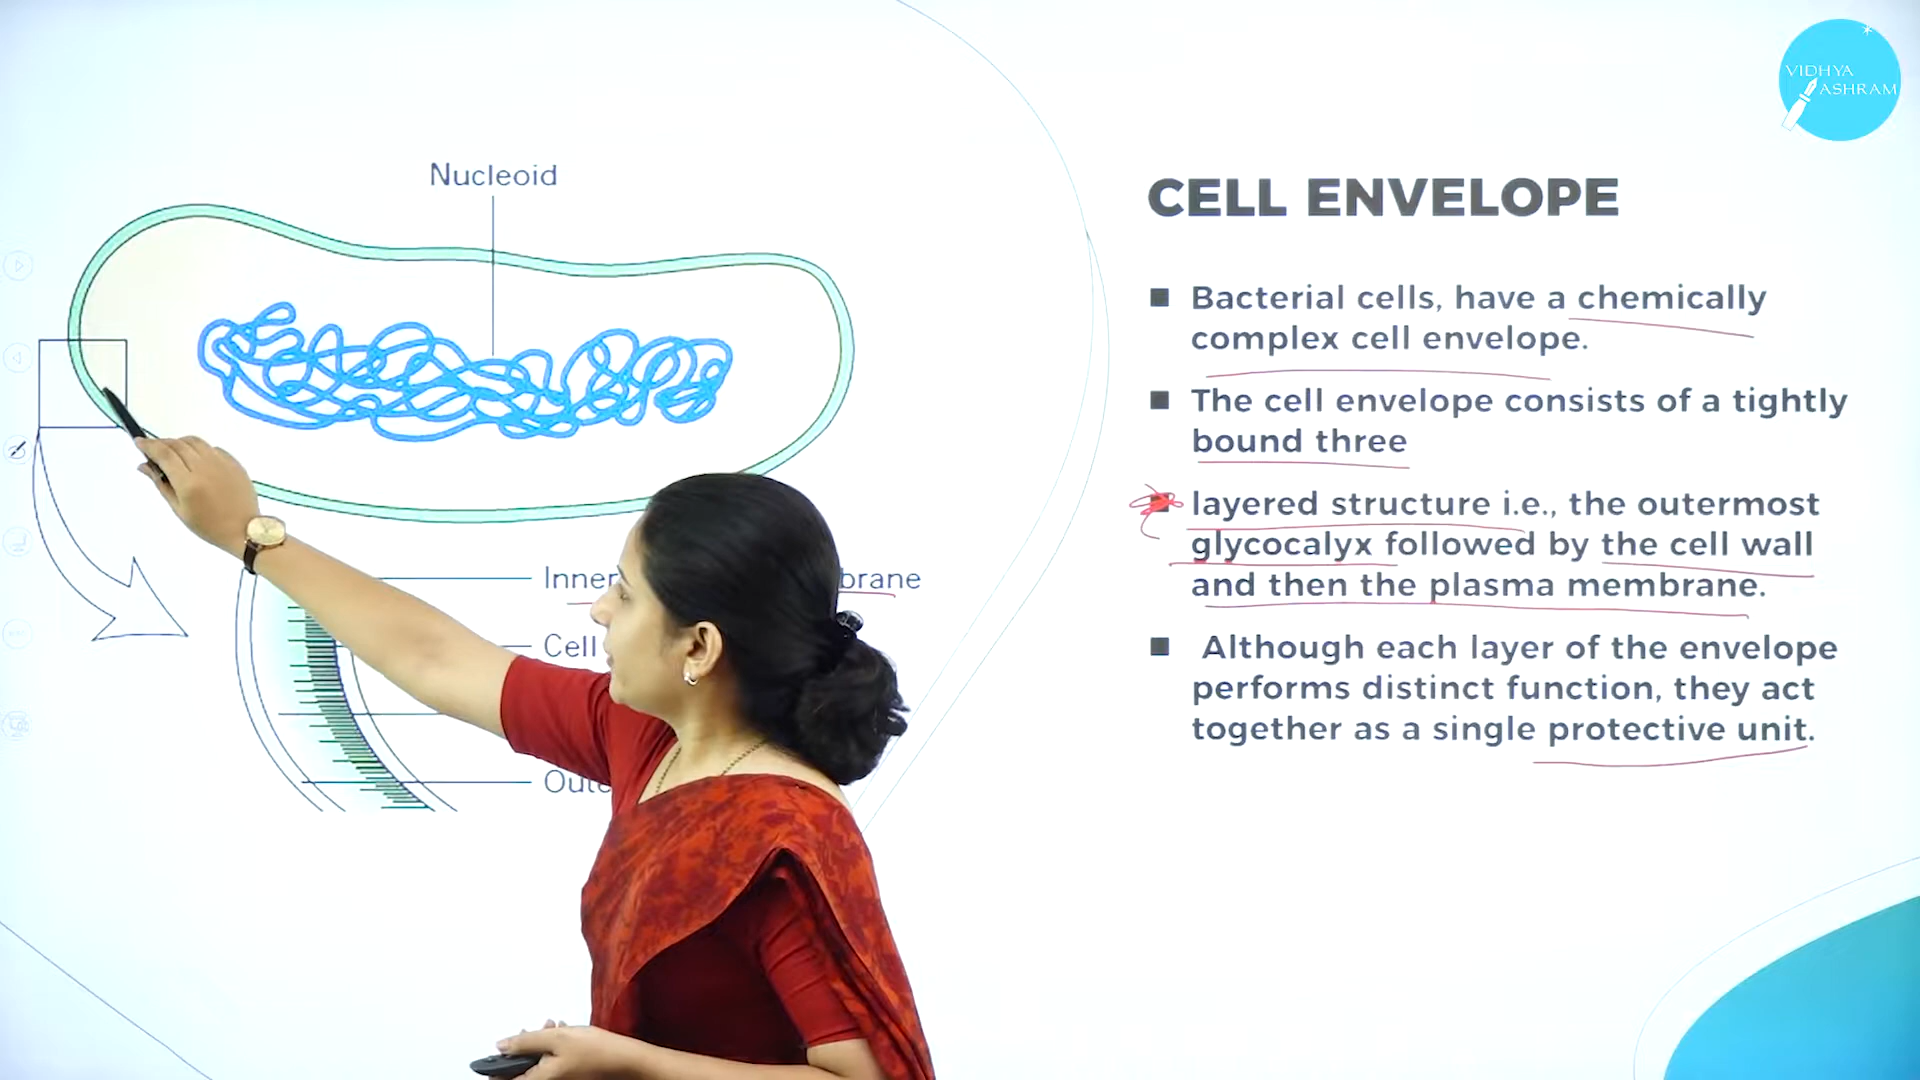 VIDHYA
ASHRAM
Nucleoid
CELL ENVELOPE
Bacterial cells, have a chemically
complex cell envelope.
The cell envelope consists of a tightly
bound three
layered structure i.e., the outermost
glycocalyx followed by the cell wall
and then the plasma membrane.
Although each layer of the envelope
performs distinct function, they act
together as a single protective unit.
Inner
Cell